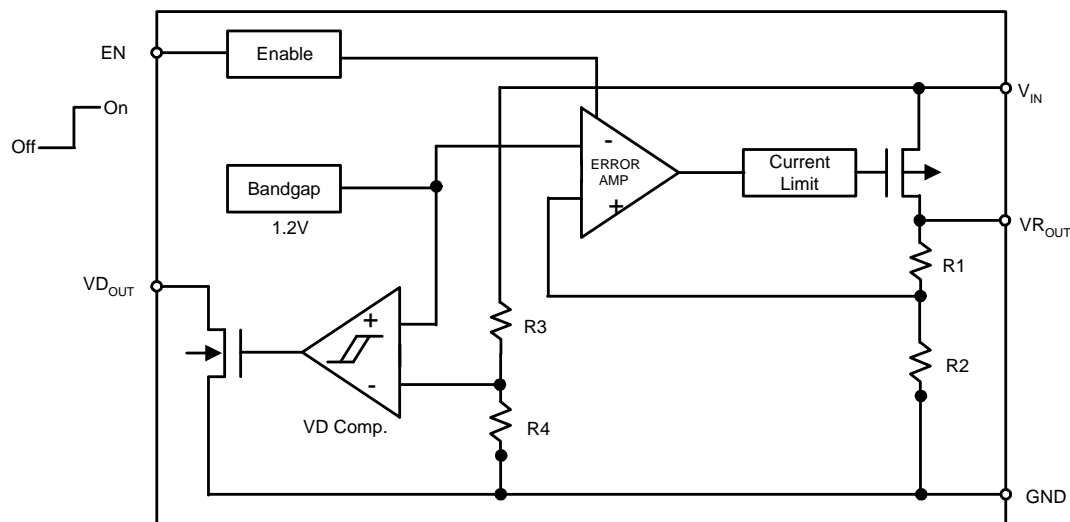 EN
Enable
On
Off
V_IN
-
ERROR
AMP
+
Current
Limit
Bandgap
1.2V
VR_OUT
R1
VD_OUT
+
-
R3
R2
VD Comp.
R4
GND